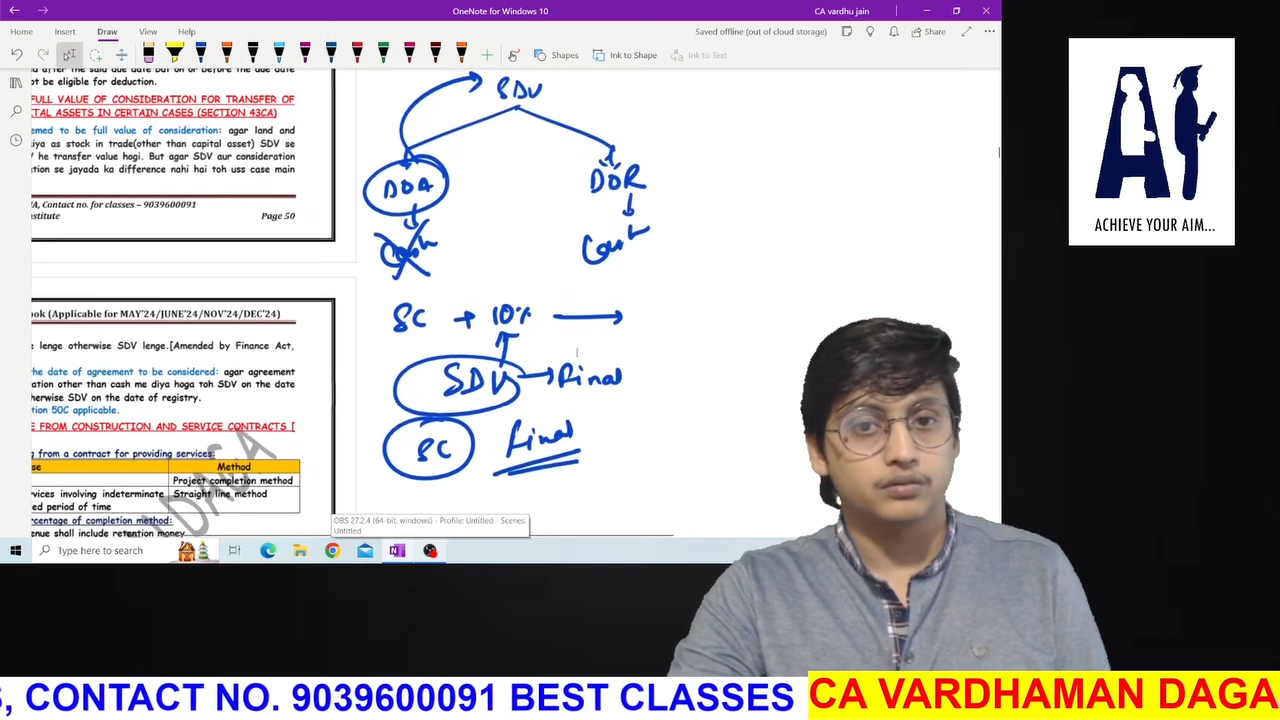 OneNote for Windows 10
CA vardhu jain
Home Insert Draw View Help
Saved offline (out of cloud storage)
Share
Shapes
Ink to Shape
Ink to Text
after the said due date but on or before the due date
ot be eligible for deduction.
FULL VALUE OF CONSIDERATION FOR TRANSFER OF
TAL ASSETS IN CERTAIN CASES (SECTION 43CA)
emed to be full value of consideration: agar land and
iya as stock in trade(other than capital asset) SDV se
he transfer value hogi. But agar SDV aur consideration
ation se jayada ka difference nahi hai toh uss case main
A, Contact no. for classes – 9039600091
stitute Page 50
ook (Applicable for MAY'24/JUNE'24/NOV'24/DEC'24)
e lenge otherwise SDV lenge.[Amended by Finance Act,
the date of agreement to be considered: agar agreement
ation other than cash me diya hoga toh SDV on the date
herwise SDV on the date of registry.
tion 50C applicable.
E FROM CONSTRUCTION AND SERVICE CONTRACTS [
g from a contract for providing services:
se Method
Project completion method
rvices involving indeterminate Straight line method
ed period of time
rcentage of completion method:
enue shall include retention money
DAGA
SDV
DOA DOR
Cash Cash
SC + 10%
SDV Final
SC Final
OBS 27.2.4 (64-bit, windows) - Profile: Untitled - Scenes:
Untitled
Type here to search
ACHIEVE YOUR AIM...
S, CONTACT NO. 9039600091 BEST CLASSES
CA VARDHAMAN DAGA